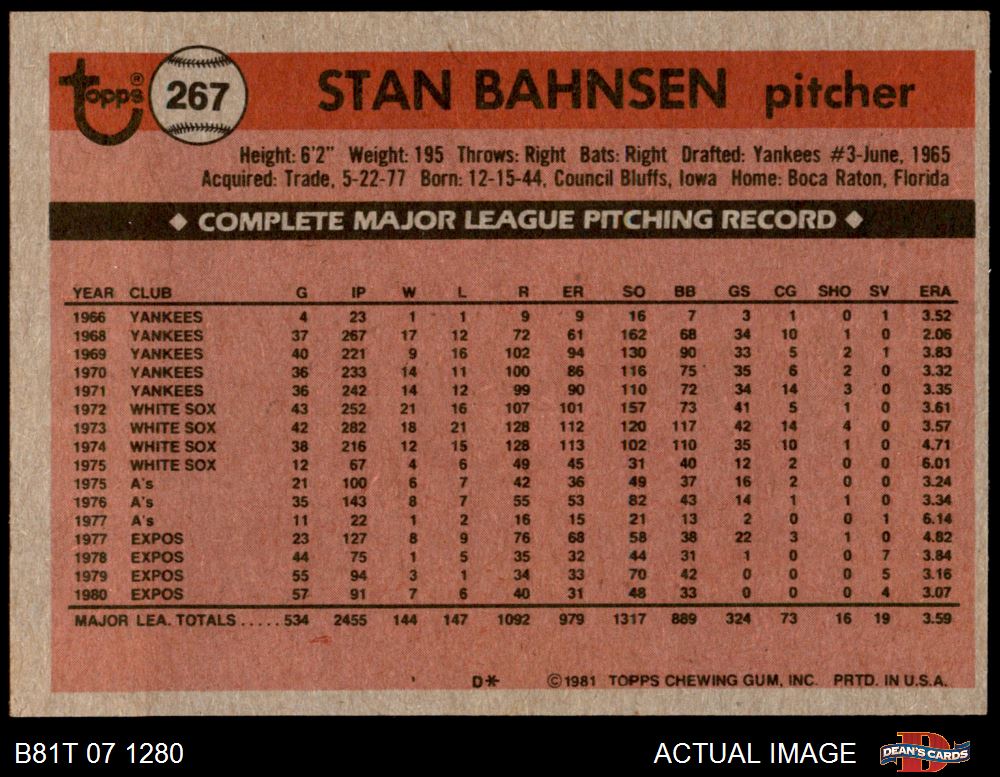 Topps ® 267 STAN BAHNSEN pitcher
Height: 6'2" Weight: 195 Throws: Right Bats: Right Drafted: Yankees #3-June, 1965
Acquired: Trade, 5-22-77 Born: 12-15-44, Council Bluffs, Iowa Home: Boca Raton, Florida
◆ COMPLETE MAJOR LEAGUE PITCHING RECORD ◆
YEAR CLUB G IP W L R ER SO BB GS CG SHO SV ERA
1966 YANKEES 4 23 1 1 9 9 16 7 3 1 0 1 3.52
1968 YANKEES 37 267 17 12 72 61 162 68 34 10 1 0 2.06
1969 YANKEES 40 221 9 16 102 94 130 90 33 5 2 1 3.83
1970 YANKEES 36 233 14 11 100 86 116 75 35 6 2 0 3.32
1971 YANKEES 36 242 14 12 99 90 110 72 34 14 3 0 3.35
1972 WHITE SOX 43 252 21 16 107 101 157 73 41 5 1 0 3.61
1973 WHITE SOX 42 282 18 21 128 112 120 117 42 14 4 0 3.57
1974 WHITE SOX 38 216 12 15 128 113 102 110 35 10 1 0 4.71
1975 WHITE SOX 12 67 4 6 49 45 31 40 12 2 0 0 6.01
1975 A's 21 100 6 7 42 36 49 37 16 2 0 0 3.24
1976 A's 35 143 8 7 55 53 82 43 14 1 1 0 3.34
1977 A's 11 22 1 2 16 15 21 13 2 0 0 1 6.14
1977 EXPOS 23 127 8 9 76 68 58 38 22 3 1 0 4.82
1978 EXPOS 44 75 1 5 35 32 44 31 1 0 0 7 3.84
1979 EXPOS 55 94 3 1 34 33 70 42 0 0 0 5 3.16
1980 EXPOS 57 91 7 6 40 31 48 33 0 0 0 4 3.07
MAJOR LEA. TOTALS ..... 534 2455 144 147 1092 979 1317 889 324 73 16 19 3.59
D* ©1981 TOPPS CHEWING GUM, INC. PRTD. IN U.S.A.
B81T 07 1280 ACTUAL IMAGE DEAN'S CARDS